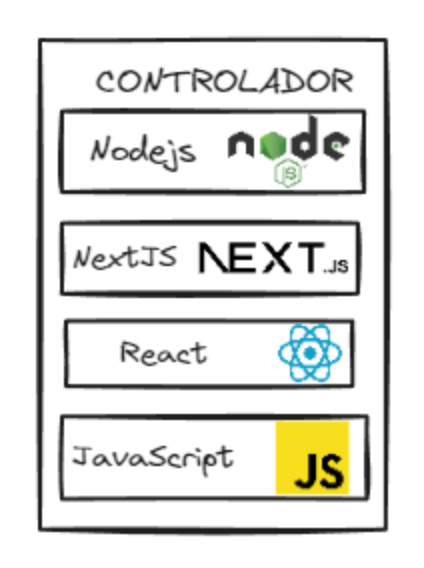 CONTROLADOR
Nodejs node JS
NextJS NEXT.JS
React
JavaScript JS